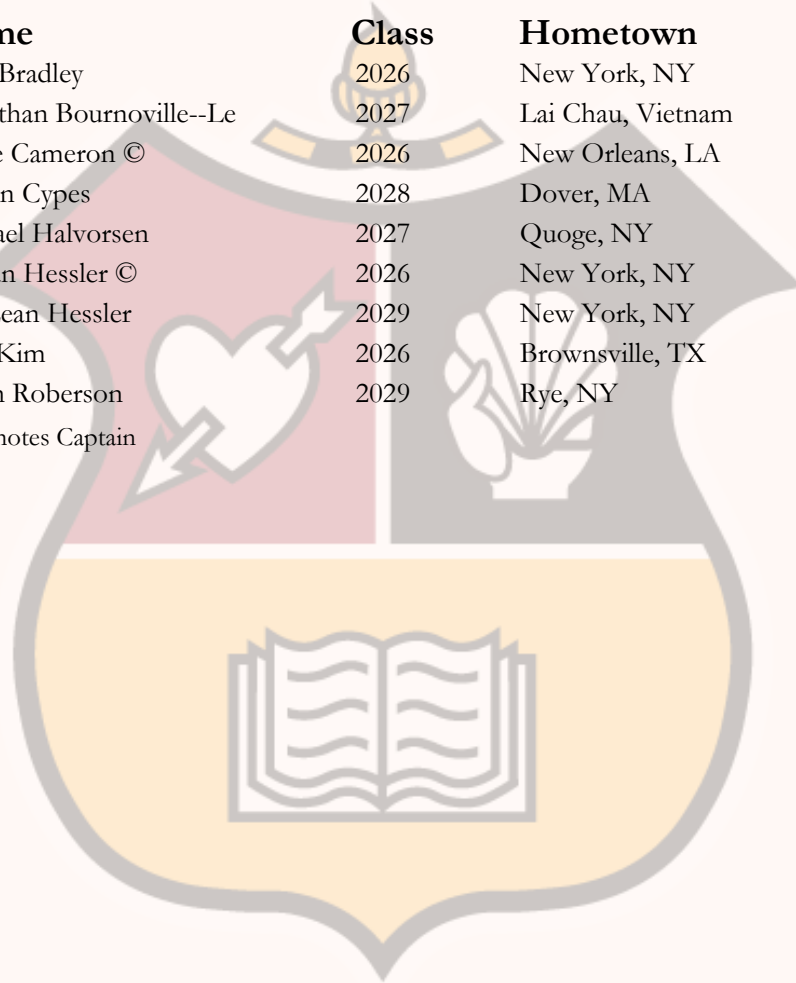 me Class Hometown
Bradley 2026 New York, NY
than Bournoville--Le 2027 Lai Chau, Vietnam
e Cameron © 2026 New Orleans, LA
n Cypes 2028 Dover, MA
ael Halvorsen 2027 Quoge, NY
n Hessler © 2026 New York, NY
ean Hessler 2029 New York, NY
Kim 2026 Brownsville, TX
n Roberson 2029 Rye, NY
notes Captain